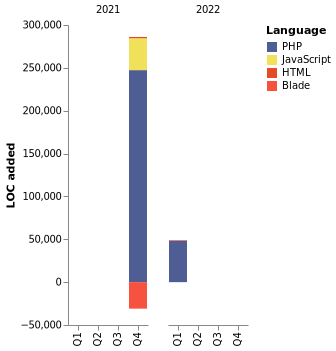 2021 2022
Language
PHP
JavaScript
HTML
Blade
LOC added
300,000
250,000
200,000
150,000
100,000
50,000
0
−50,000
Q1 Q2 Q3 Q4 Q1 Q2 Q3 Q4